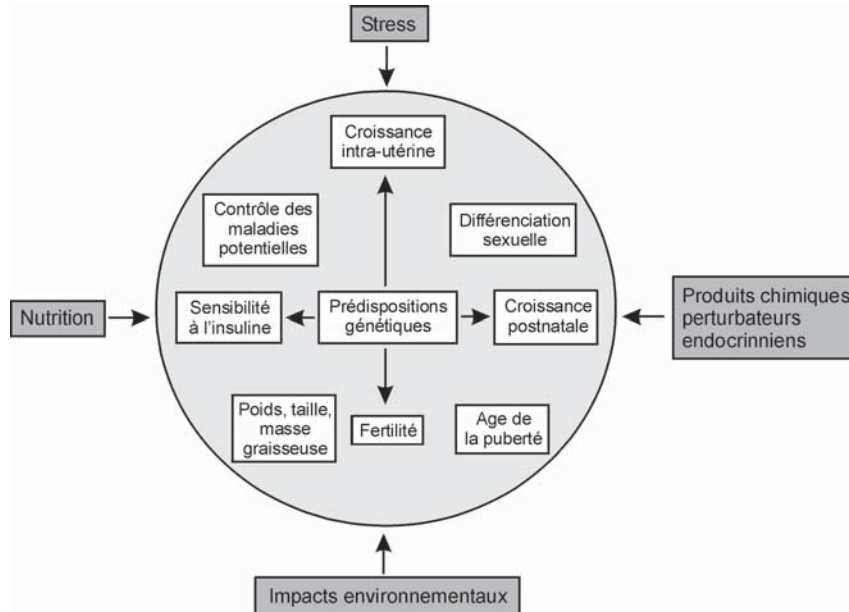 Stress
Croissance
intra-utérine
Contrôle des
maladies
potentielles
Différenciation
sexuelle
Nutrition
Sensibilité
à l'insuline
Prédispositions
génétiques
Croissance
postnatale
Produits chimiques
perturbateurs
endocrinniens
Poids, taille,
masse
graisseuse
Fertilité
Age de
la puberté
Impacts environnementaux